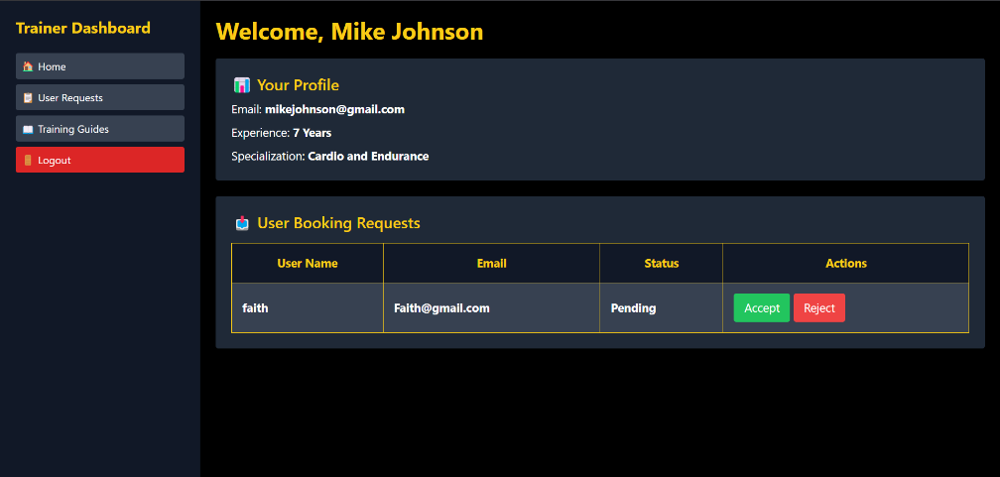 Trainer Dashboard
Home
User Requests
Training Guides
Logout
Welcome, Mike Johnson
Your Profile
Email: mikejohnson@gmail.com
Experience: 7 Years
Specialization: Cardio and Endurance
User Booking Requests
User Name Email Status Actions
faith Faith@gmail.com Pending Accept Reject